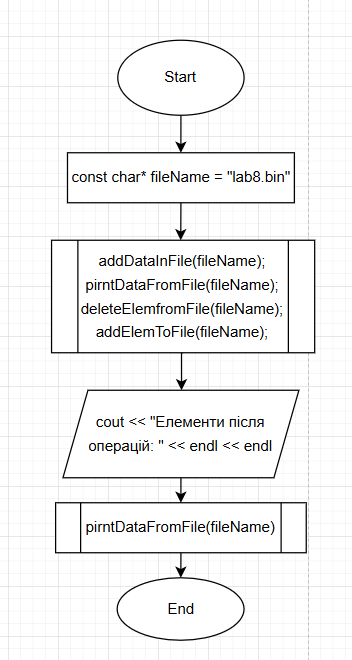 Start
const char* fileName = "lab8.bin"
addDataInFile(fileName);
pirntDataFromFile(fileName);
deleteElemfromFile(fileName);
addElemToFile(fileName);
cout << "Елементи після
операцій: " << endl << endl
pirntDataFromFile(fileName)
End